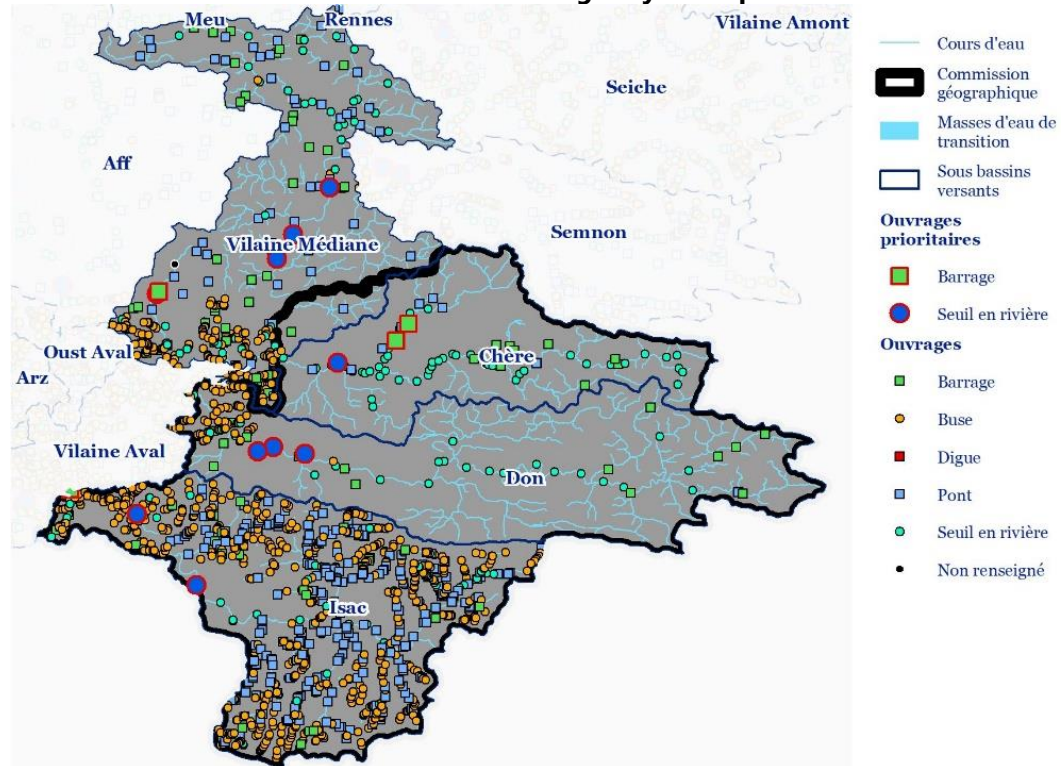 Meu
Rennes
Vilaine Amont
Seiche
Aff
Semnon
Vilaine Médiane
Oust Aval
Arz
Chère
Vilaine Aval
Don
Isac
Cours d'eau
Commission
géographique
Masses d'eau de
transition
Sous bassins
versants
Ouvrages
prioritaires
Barrage
Seuil en rivière
Ouvrages
Barrage
Buse
Digue
Pont
Seuil en rivière
Non renseigné